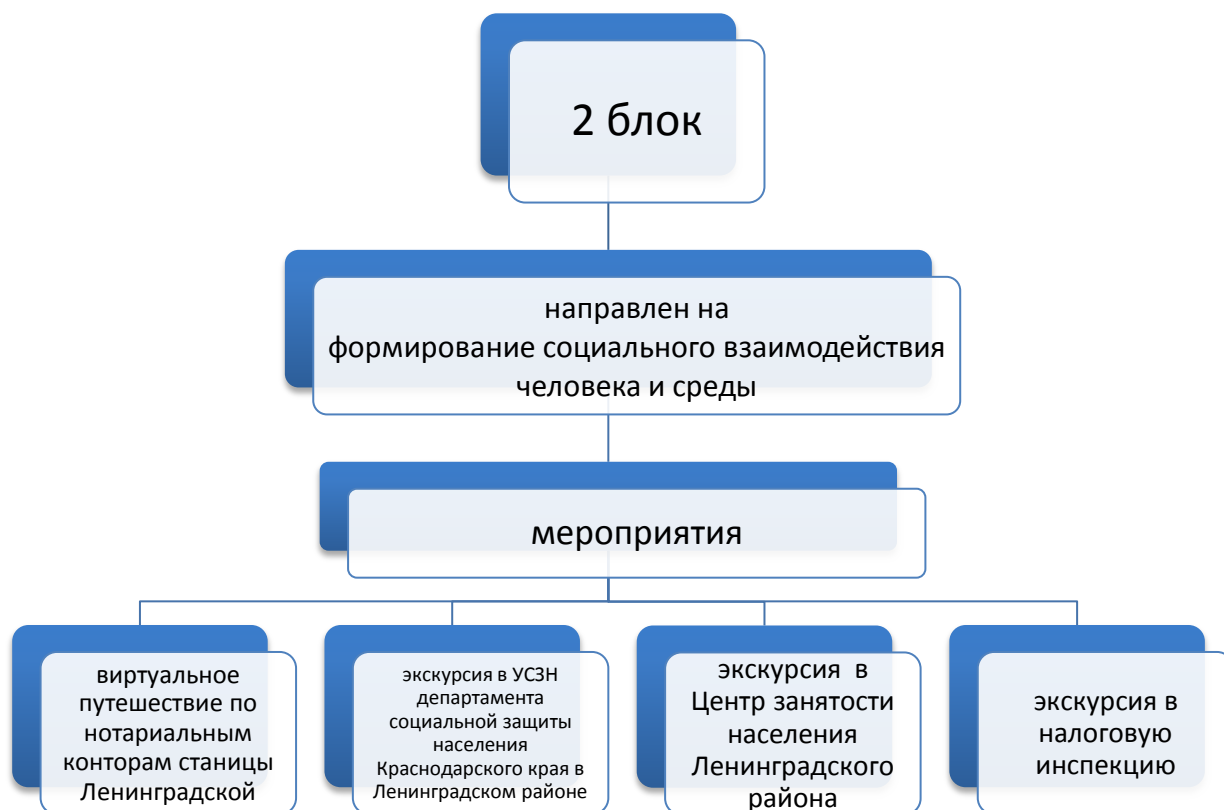 2 блок
направлен на
формирование социального взаимодействия
человека и среды
мероприятия
виртуальное
путешествие по
нотариальным
конторам станицы
Ленинградской
экскурсия в УСЗН
департамента
социальной защиты
населения
Краснодарского края в
Ленинградском районе
экскурсия в
Центр занятости
населения
Ленинградского
района
экскурсия в
налоговую
инспекцию